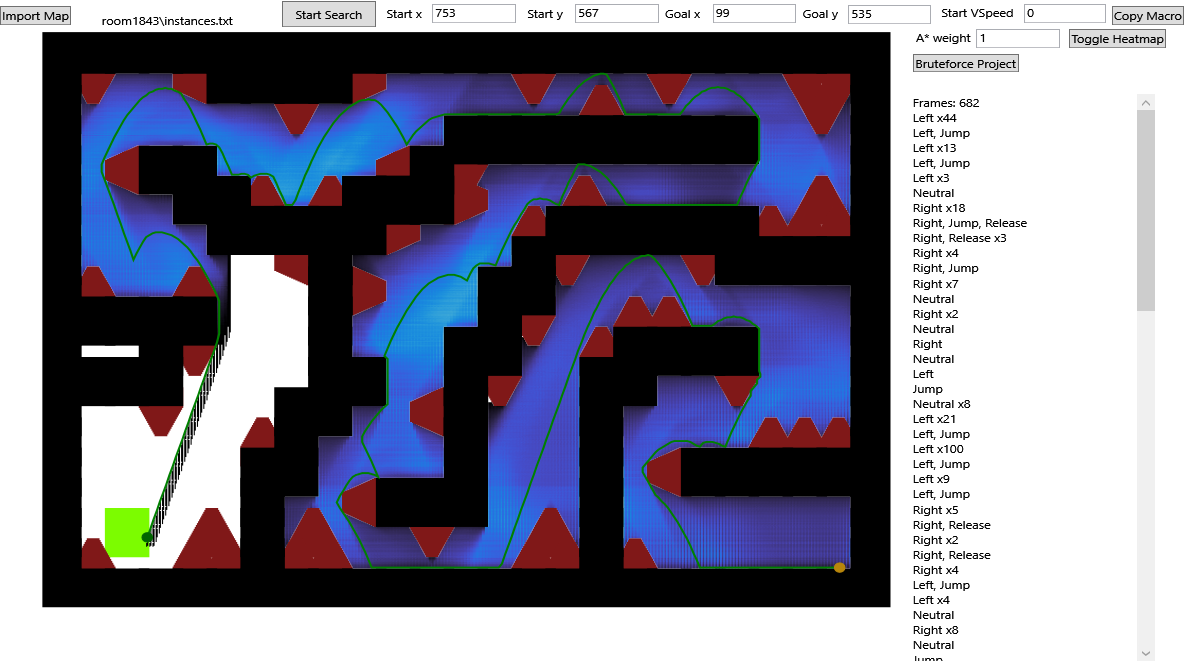 Import Map
room1843\instances.txt
Start Search
Start x 753
Start y 567
Goal x 99
Goal y 535
Start VSpeed 0
Copy Macro
A* weight 1
Toggle Heatmap
Bruteforce Project
Frames: 682
Left x44
Left, Jump
Left x13
Left, Jump
Left x3
Neutral
Right x18
Right, Jump, Release
Right, Release x3
Right x4
Right, Jump
Right x7
Neutral
Right x2
Neutral
Right
Neutral
Left
Jump
Neutral x8
Left x21
Left, Jump
Left x100
Left, Jump
Left x9
Left, Jump
Right x5
Right, Release
Right x2
Right, Release
Right x4
Left, Jump
Left x4
Neutral
Right x8
Neutral
Jump